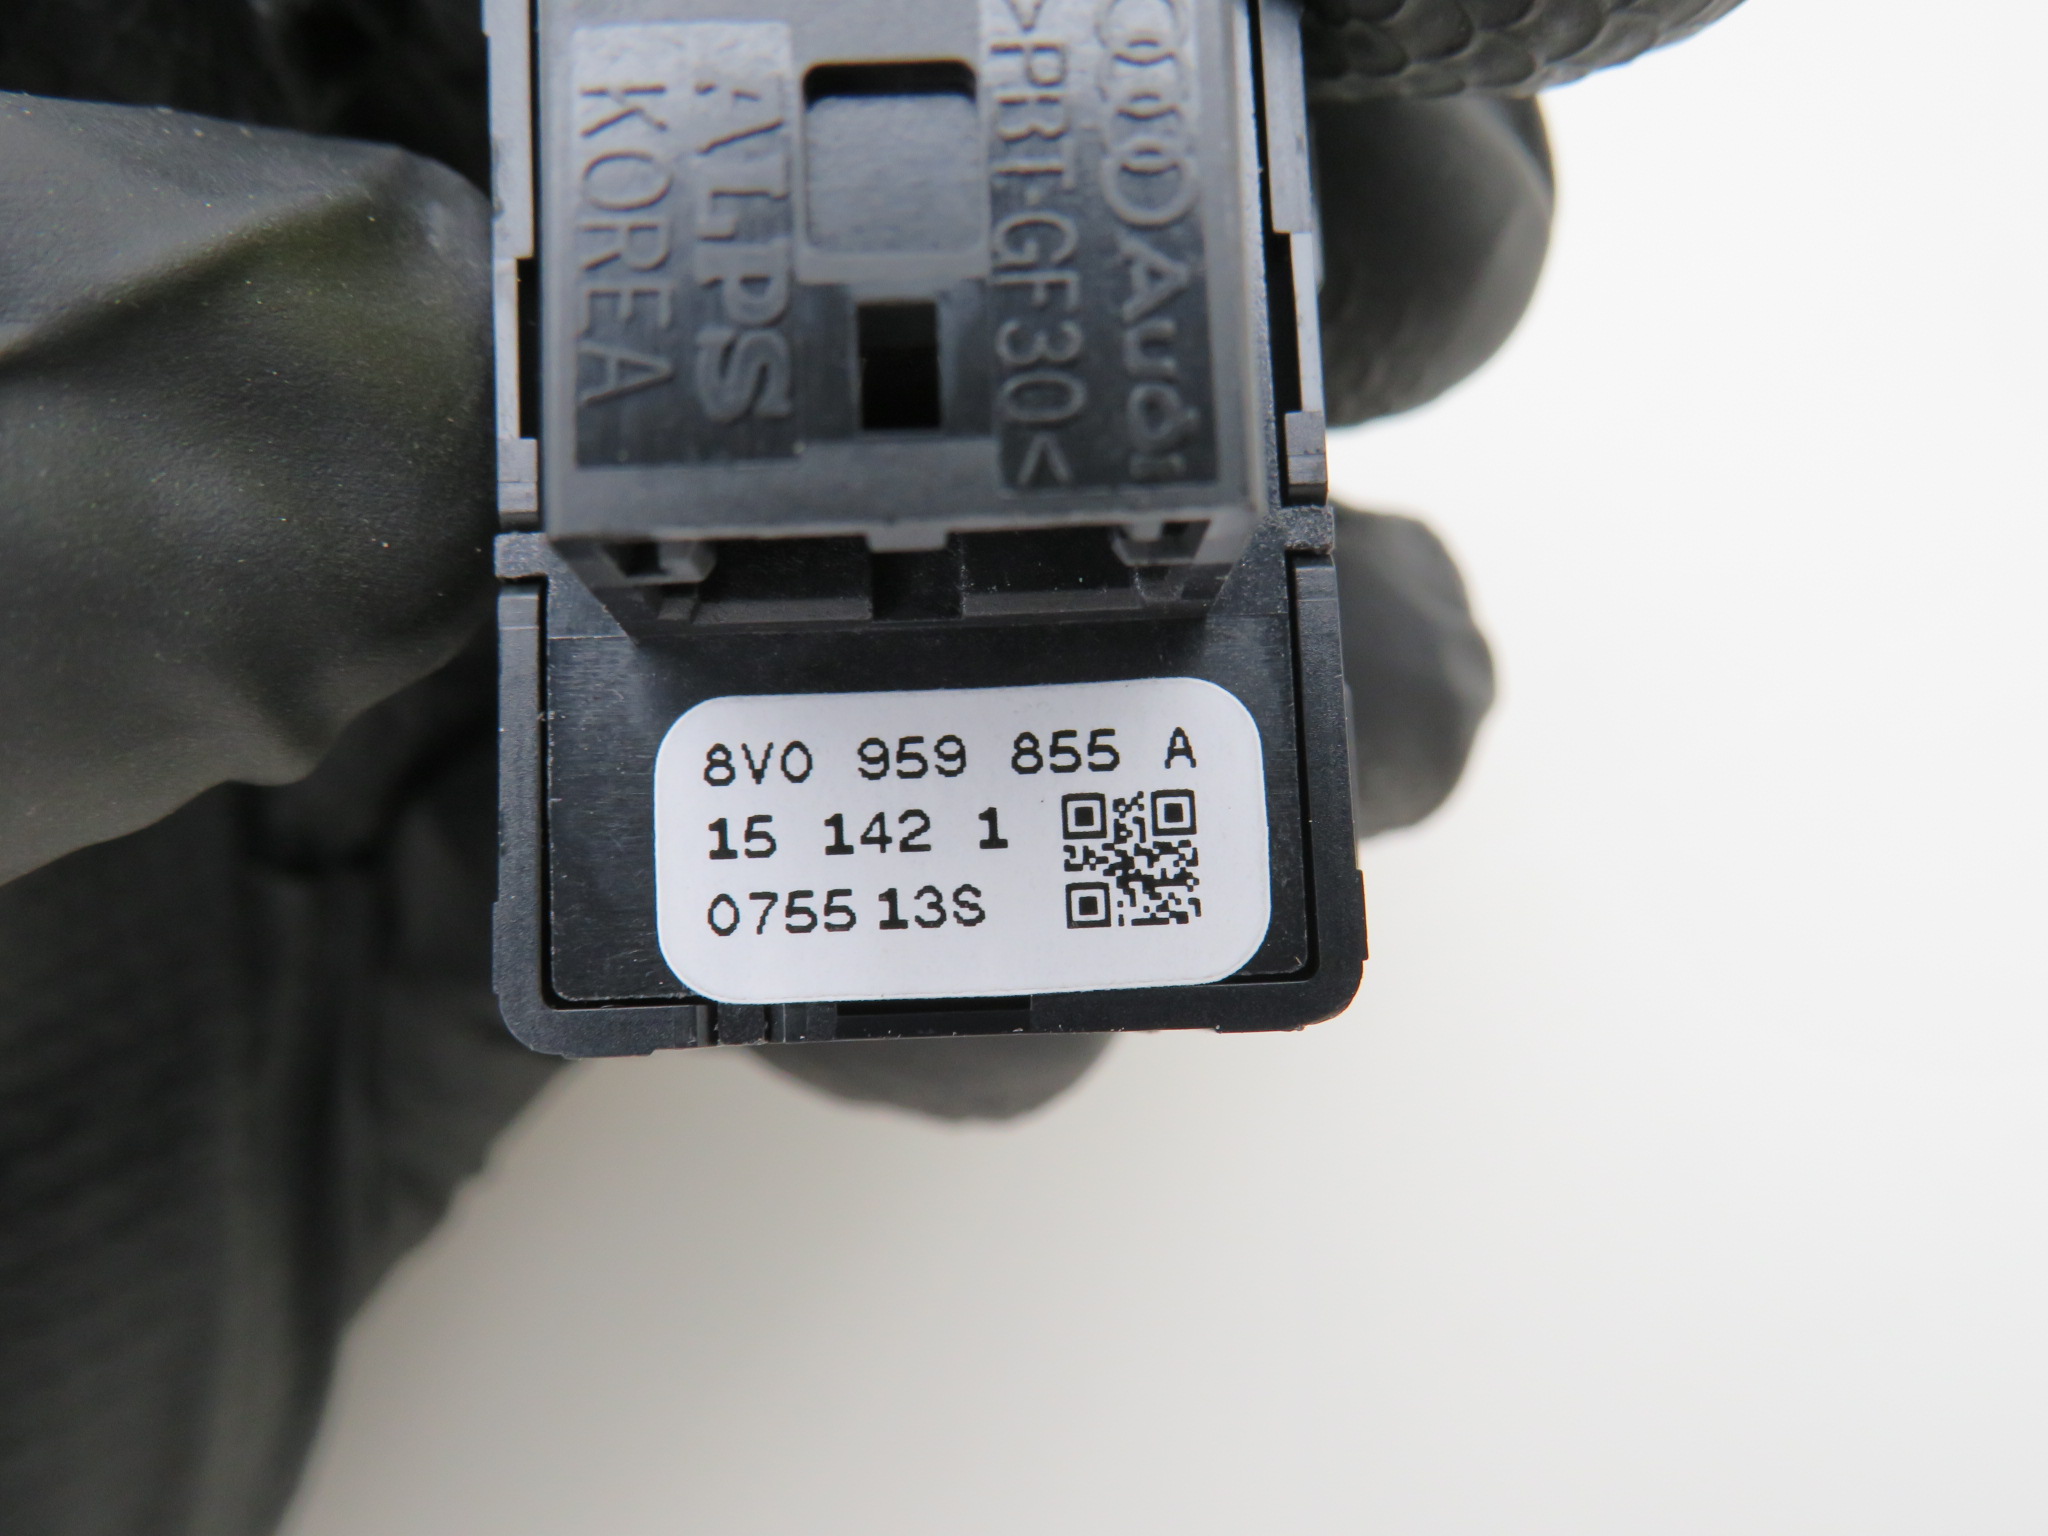 Audi
>PBT-GF30<
ALPS
KOREA
8V0 959 855 A
15 142 1
0755 13S